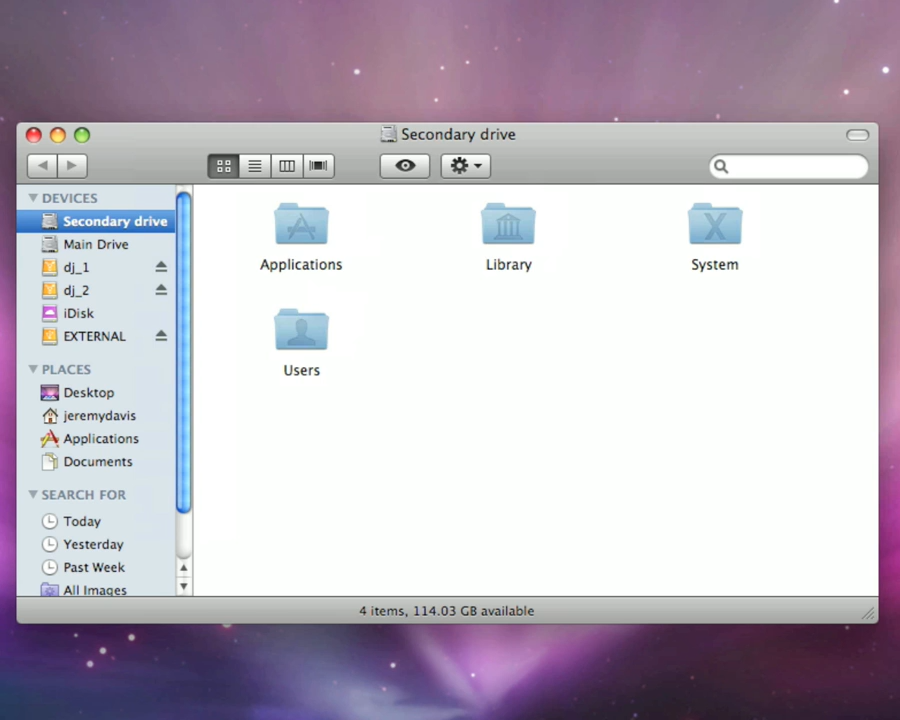 Secondary drive
DEVICES
Secondary drive
Main Drive
dj_1
dj_2
iDisk
EXTERNAL
PLACES
Desktop
jeremydavis
Applications
Documents
SEARCH FOR
Today
Yesterday
Past Week
All Images
Applications
Library
System
Users
4 items, 114.03 GB available